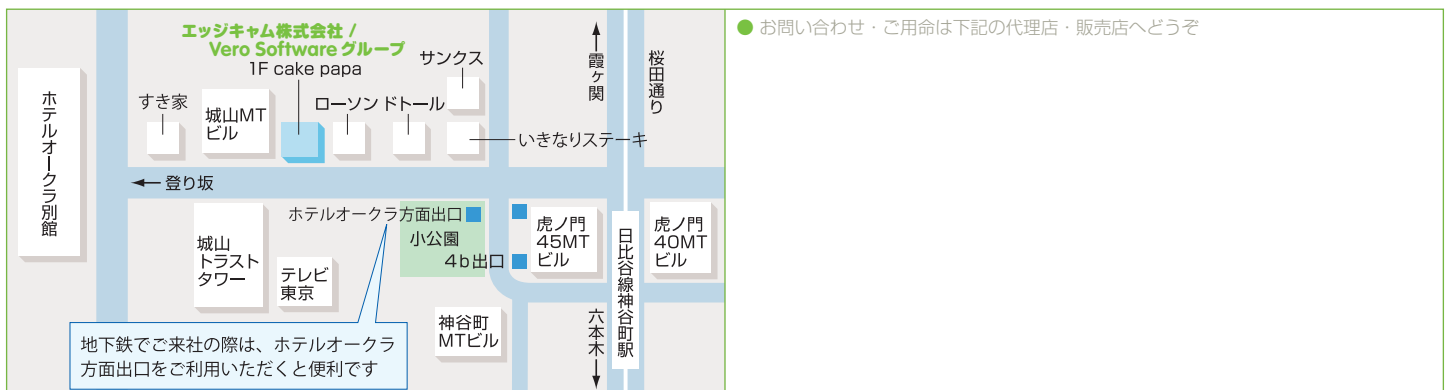 エッジキャム株式会社 /
Vero Software グループ
1F cake papa
サンクス
すき家
城山MT
ビル
ローソン
ドトール
いきなりステーキ
ホテルオークラ別館
←登り坂
↑霞ヶ関
桜田通り
ホテルオークラ方面出口
小公園
4b出口
虎ノ門
45MT
ビル
日比谷線神谷町駅
虎ノ門
40MT
ビル
城山
トラスト
タワー
テレビ
東京
神谷町
MTビル
六本木↓
地下鉄でご来社の際は、ホテルオークラ
方面出口をご利用いただくと便利です
● お問い合わせ・ご用命は下記の代理店・販売店へどうぞ